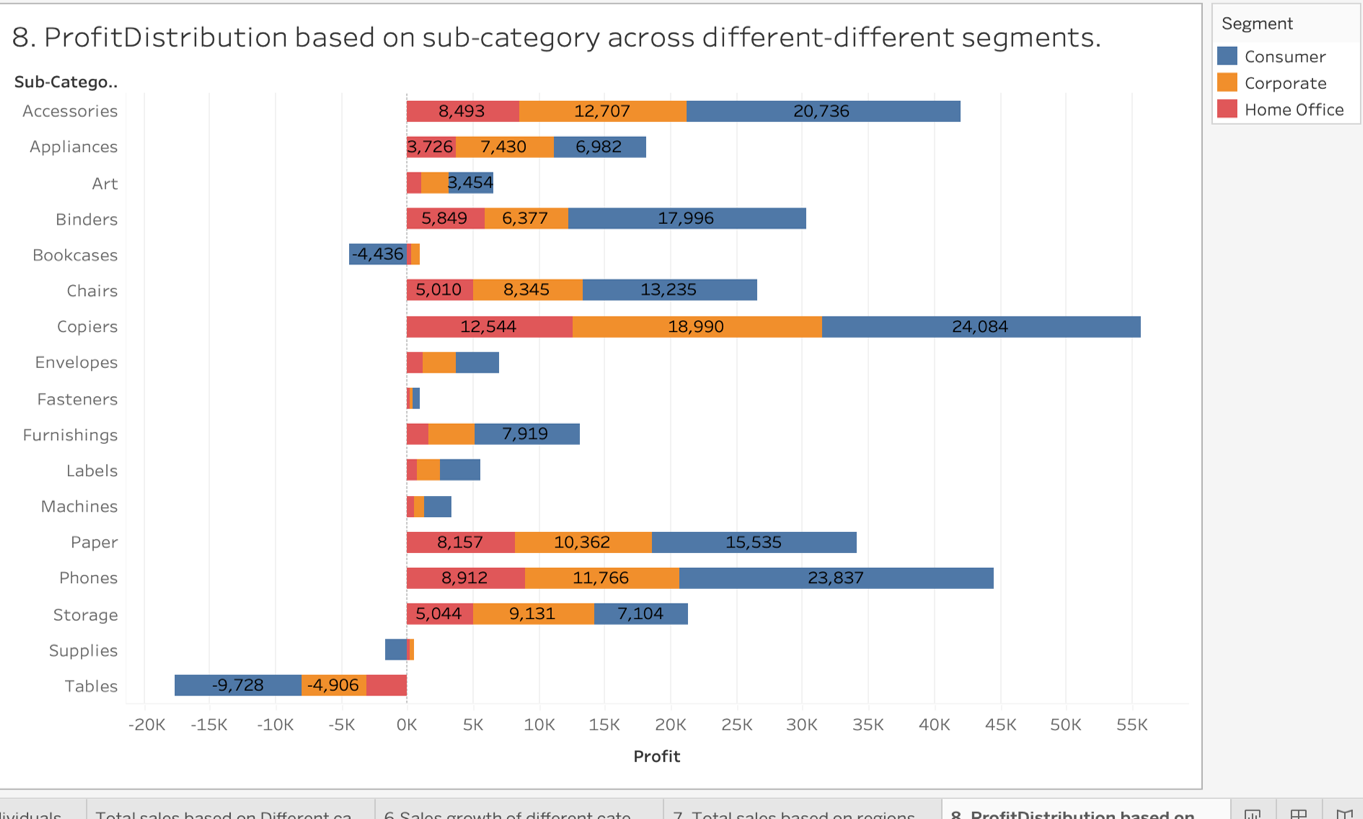 8. ProfitDistribution based on sub-category across different-different segments.
Segment
Consumer
Corporate
Home Office
Sub-Catego..
Accessories 8,493 12,707 20,736
Appliances 3,726 7,430 6,982
Art 3,454
Binders 5,849 6,377 17,996
Bookcases -4,436
Chairs 5,010 8,345 13,235
Copiers 12,544 18,990 24,084
Envelopes
Fasteners
Furnishings 7,919
Labels
Machines
Paper 8,157 10,362 15,535
Phones 8,912 11,766 23,837
Storage 5,044 9,131 7,104
Supplies
Tables -9,728 -4,906
-20K -15K -10K -5K 0K 5K 10K 15K 20K 25K 30K 35K 40K 45K 50K 55K
Profit
Total sales based on Different ca 6.Sales growth of different cate 7. Total sales based on regions 8. ProfitDistribution based on